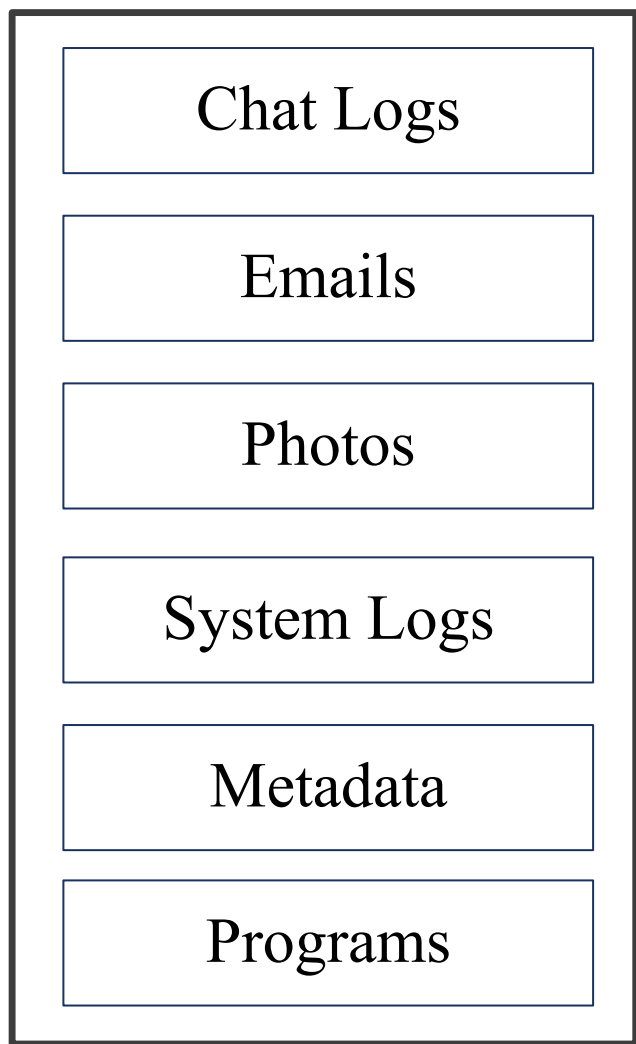 Chat Logs
Emails
Photos
System Logs
Metadata
Programs